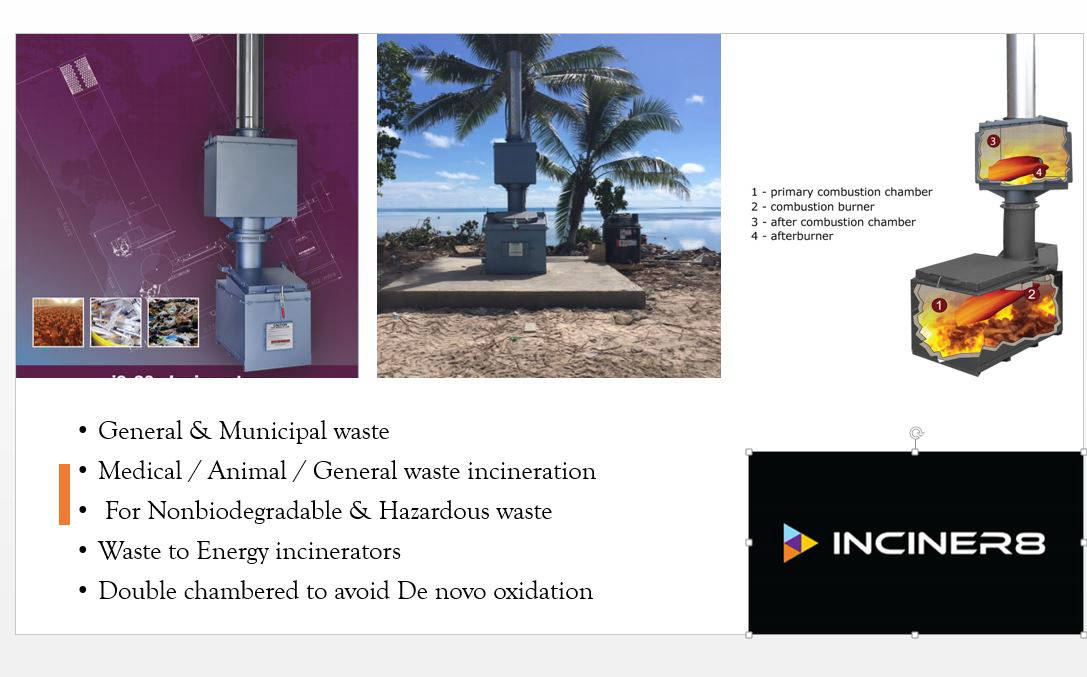 1 - primary combustion chamber
2 - combustion burner
3 - after combustion chamber
4 - afterburner
3
4
1
2
CAUTION
• General & Municipal waste
• Medical / Animal / General waste incineration
• For Nonbiodegradable & Hazardous waste
• Waste to Energy incinerators
• Double chambered to avoid De novo oxidation
INCINER8